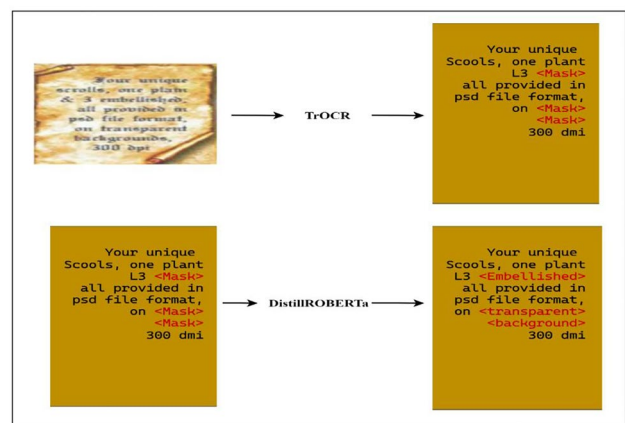 Your unique
scrolls, one plain
& 3 embellished,
all provided in
psd file format,
on transparent
backgrounds,
300 dpi
TrOCR
Your unique
Scools, one plant
L3 <Mask>
all provided in
psd file format,
on <Mask>
<Mask>
300 dmi
Your unique
Scools, one plant
L3 <Mask>
all provided in
psd file format,
on <Mask>
<Mask>
300 dmi
DistillROBERTa
Your unique
Scools, one plant
L3 <Embellished>
all provided in
psd file format,
on <transparent>
<background>
300 dmi